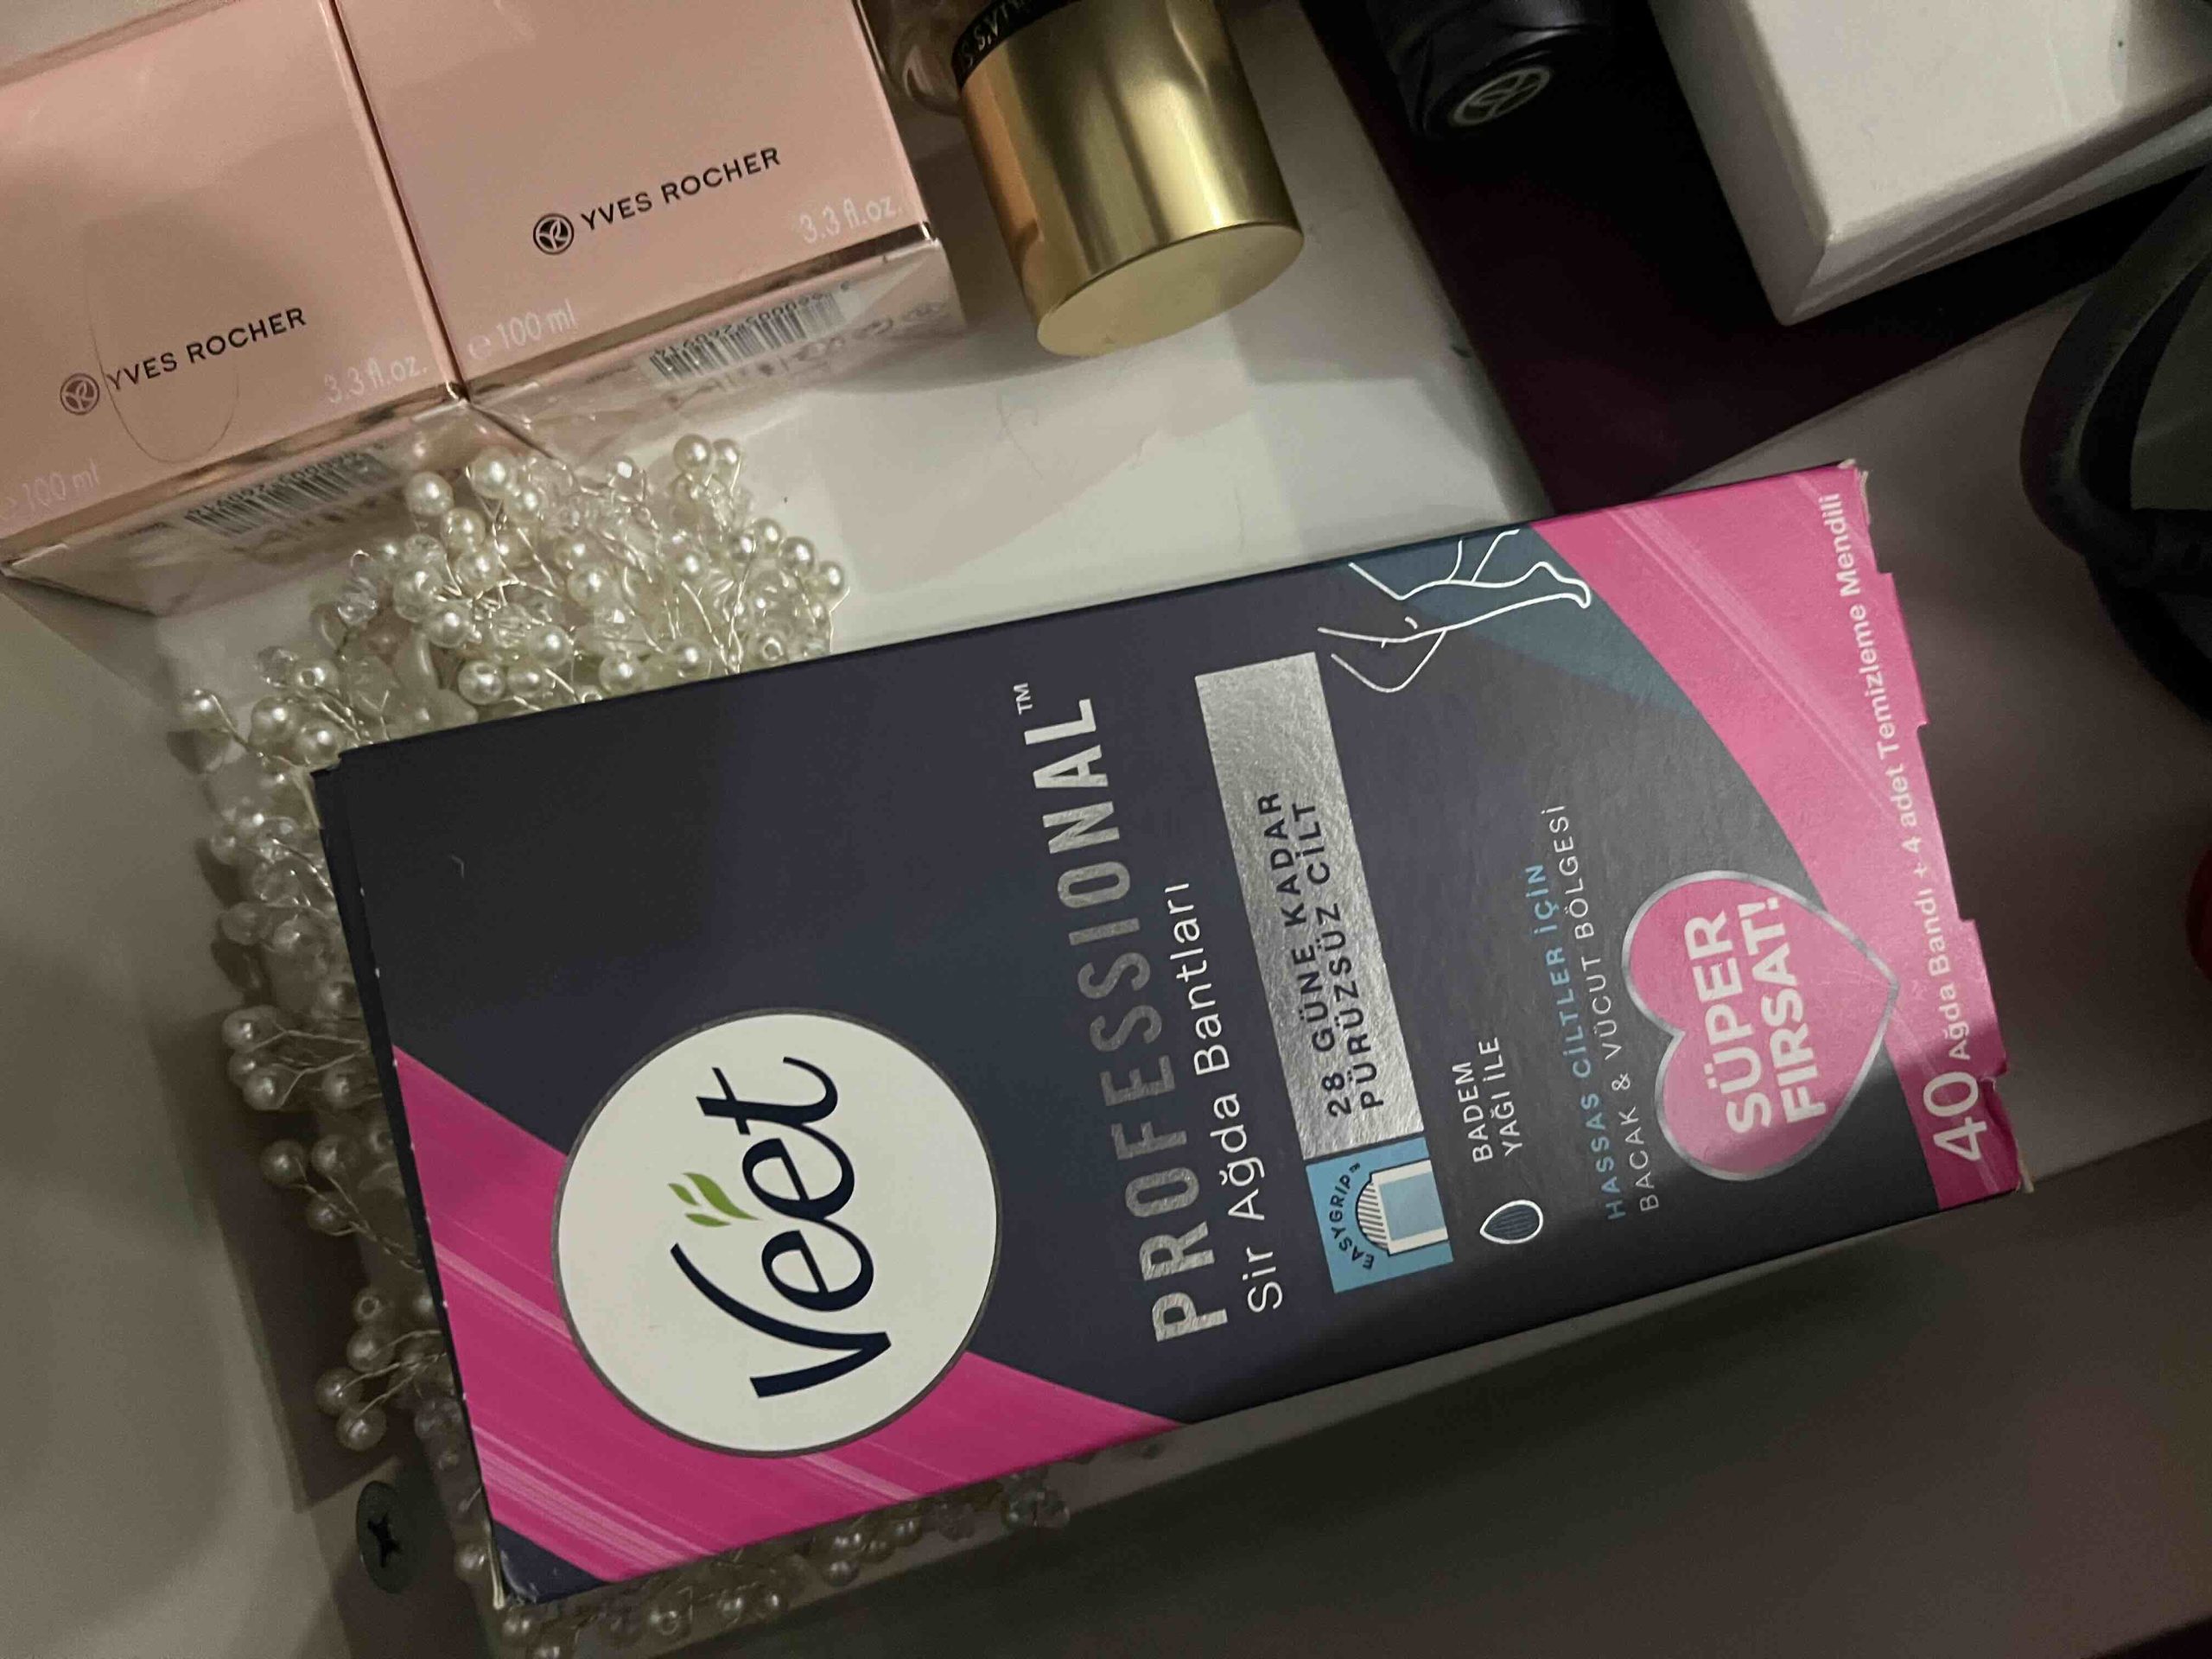 YVES ROCHER
3.3 fl.oz.
100 ml
YVES ROCHER
3.3 fl.oz.
e 100 ml
Veet
PROFESSIONAL™
Sir Ağda Bantları
EASYGRIP®
28 GÜNE KADAR
PÜRÜZSÜZ CİLT
BADEM
YAĞI İLE
HASSAS CİLTLER İÇİN
BACAK & VÜCUT BÖLGESİ
SÜPER
FIRSAT!
40 Ağda Bandı + 4 adet Temizleme Mendili